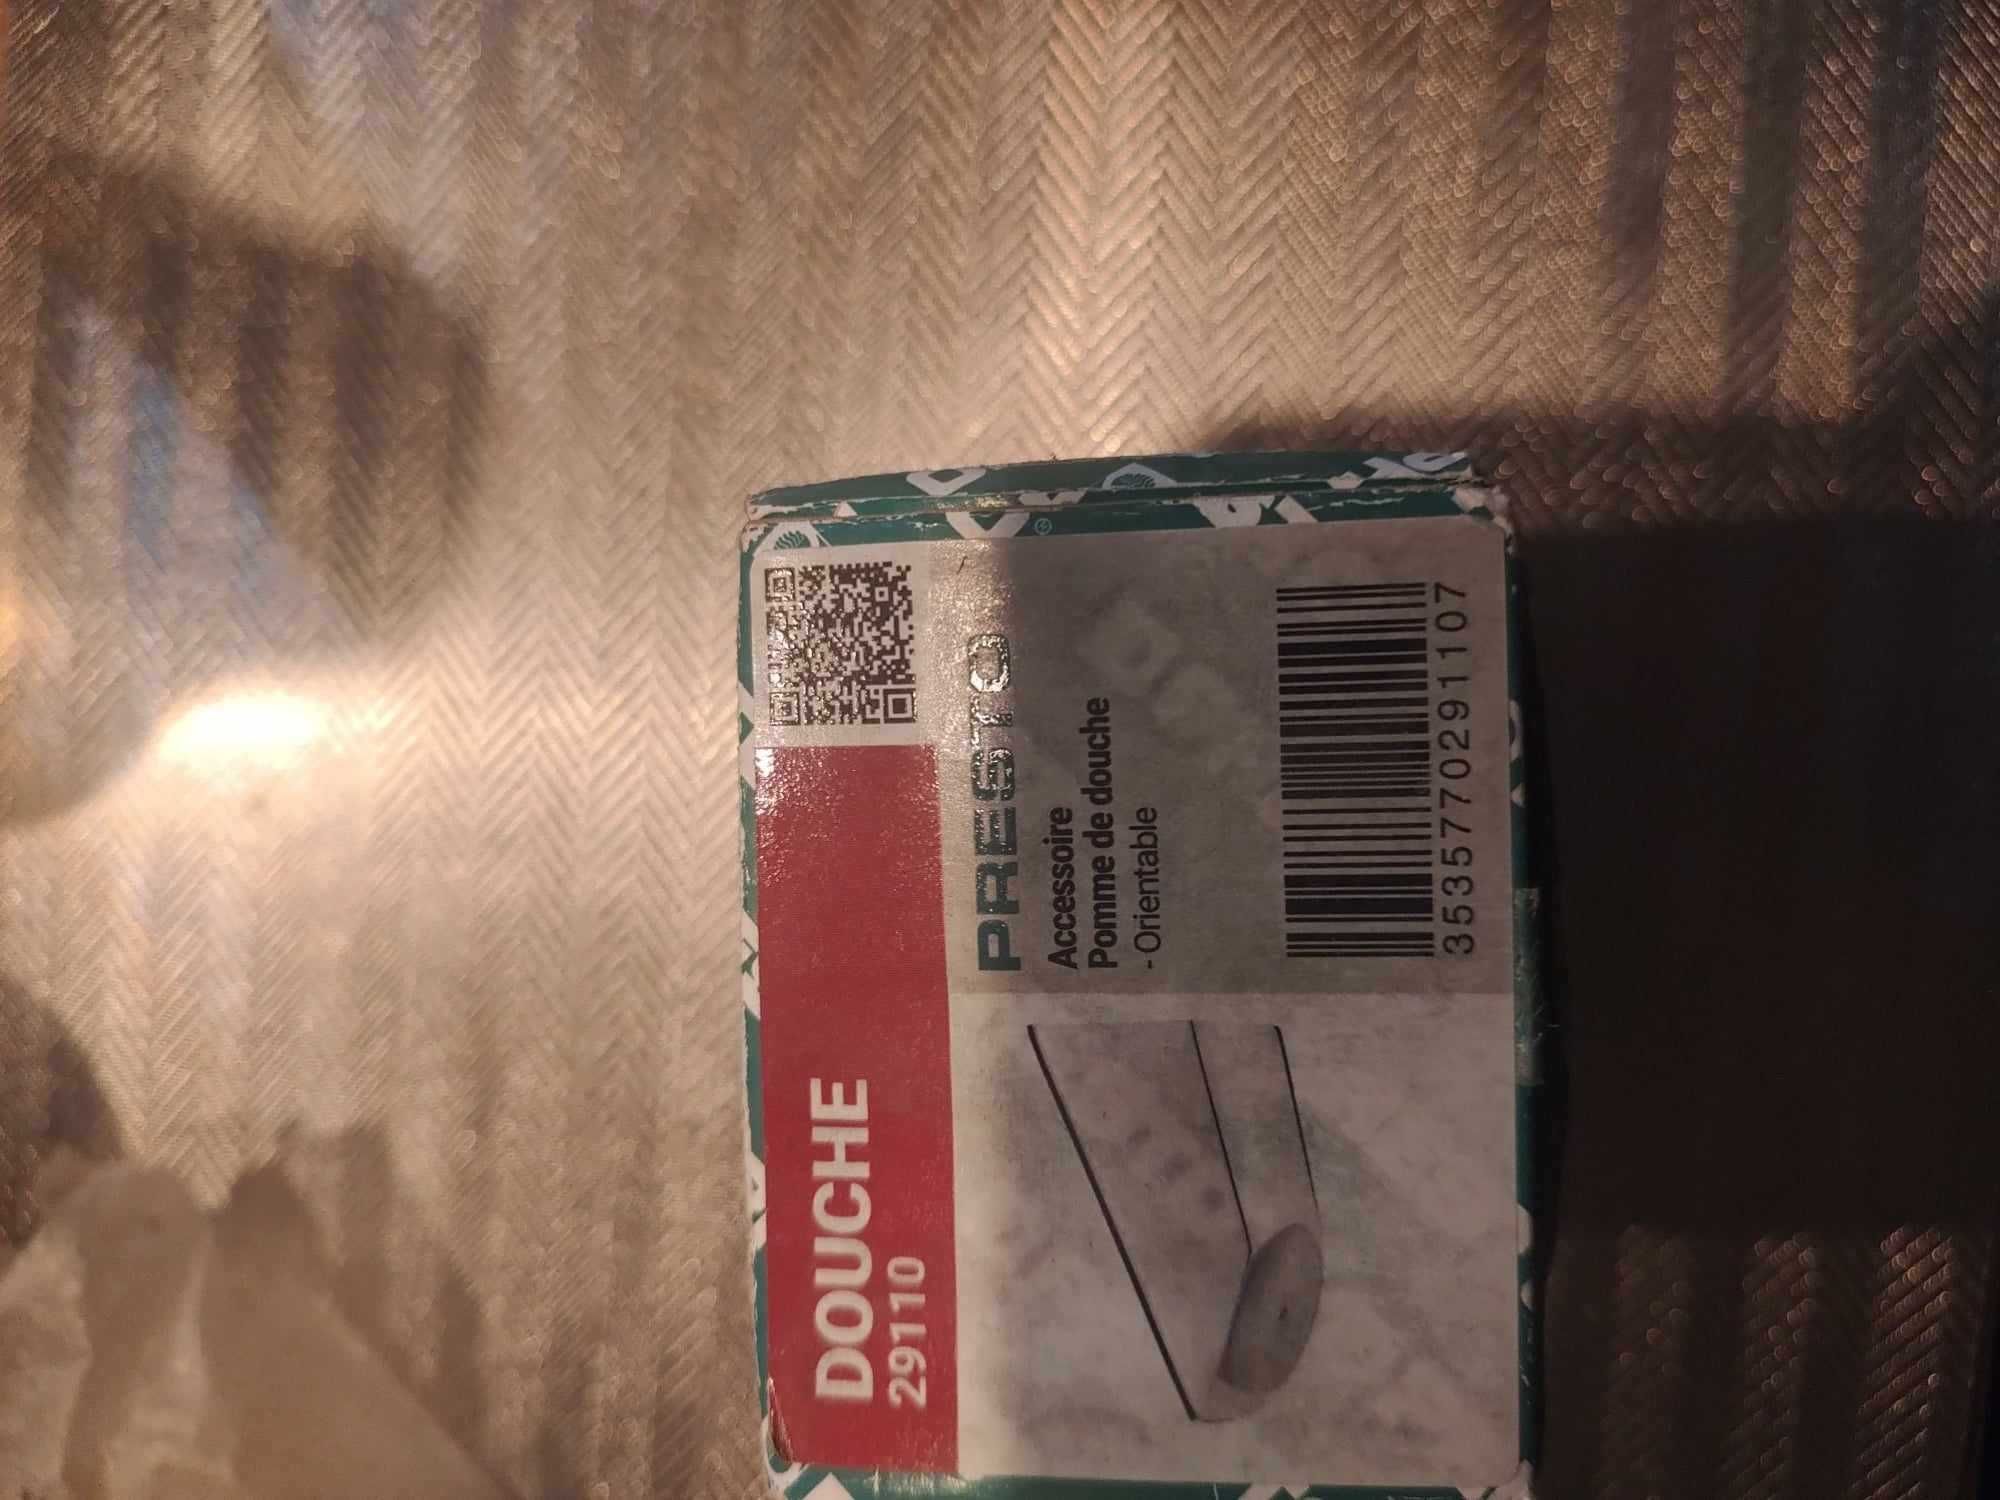 DOUCHE
29110
PRESTO
Accessoire
Pomme de douche
- Orientable
3535770291107